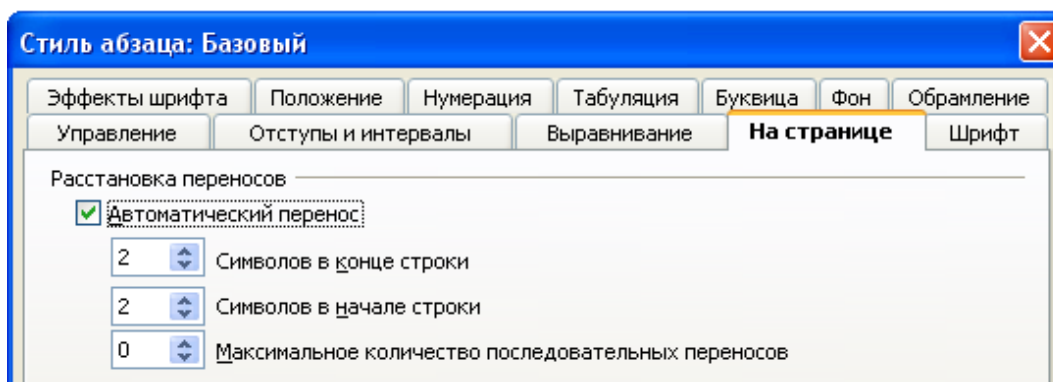 Стиль абзаца: Базовый
Эффекты шрифта Положение Нумерация Табуляция Буквица Фон Обрамление
Управление Отступы и интервалы Выравнивание На странице Шрифт
Расстановка переносов
Автоматический перенос
2 Символов в конце строки
2 Символов в начале строки
0 Максимальное количество последовательных переносов